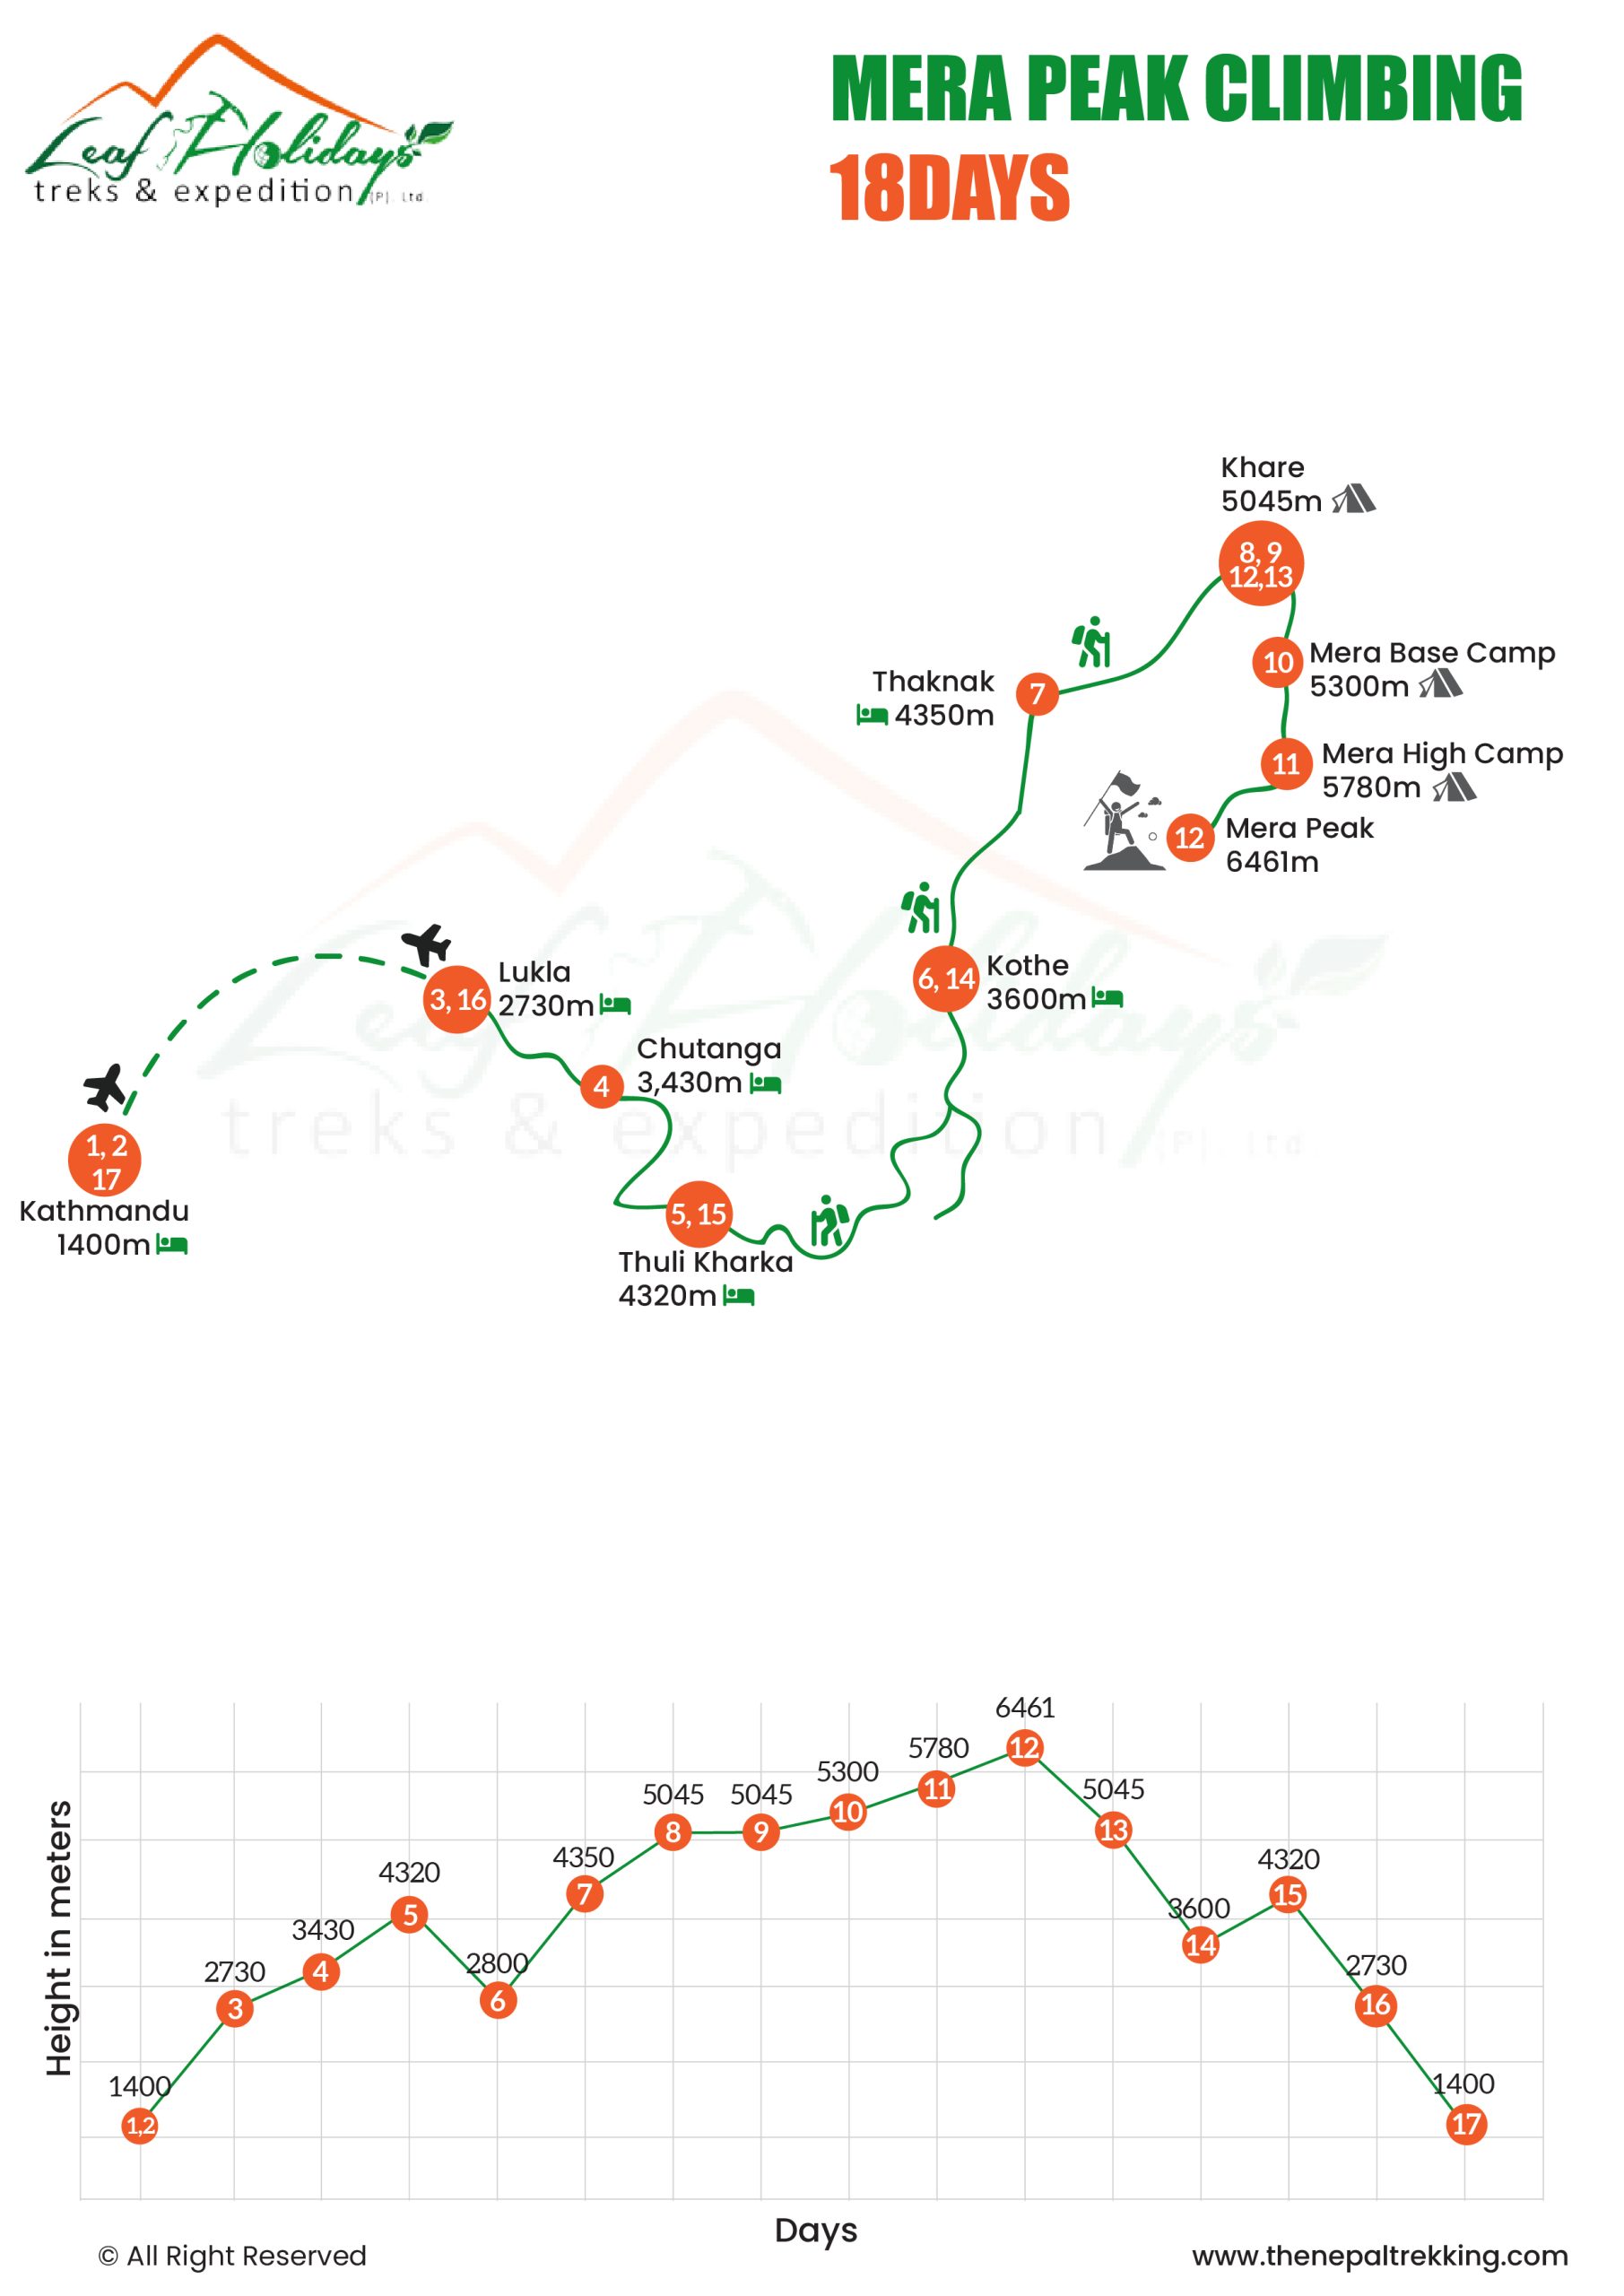 Leaf Holidays
treks & expedition (P). Ltd.
MERA PEAK CLIMBING
18DAYS
Khare
5045m
8, 9
12,13
10
Mera Base Camp
5300m
Thaknak
4350m
7
11
Mera High Camp
5780m
12
Mera Peak
6461m
Lukla
2730m
3, 16
6, 14
Kothe
3600m
Chutanga
3,430m
4
1, 2
17
Kathmandu
1400m
5, 15
Thuli Kharka
4320m
Leaf Holidays
treks & expedition (P). Ltd
Height in meters
1400
1,2
2730
3
3430
4
4320
5
2800
6
4350
7
5045
8
5045
9
5300
10
5780
11
6461
12
5045
13
3600
14
4320
15
2730
16
1400
17
Days
© All Right Reserved
www.thenepaltrekking.com